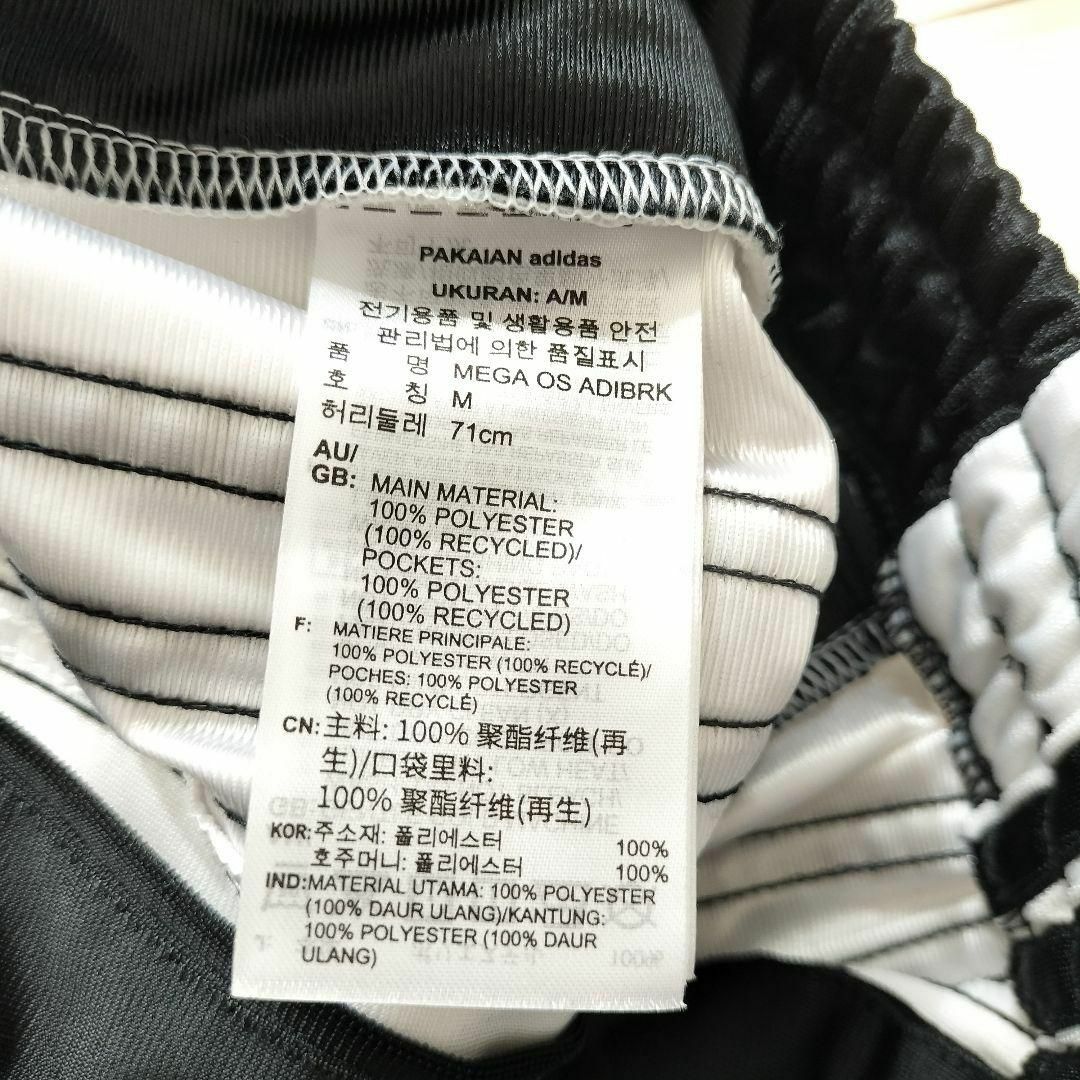 PAKAIAN adidas
UKURAN: A/M
전기용품 및 생활용품 안전
관리법에 의한 품질표시
품 명 MEGA OS ADIBRK
호 칭 M
허리둘레 71cm
AU/
GB: MAIN MATERIAL:
100% POLYESTER
(100% RECYCLED)/
POCKETS:
100% POLYESTER
(100% RECYCLED)
F: MATIERE PRINCIPALE:
100% POLYESTER (100% RECYCLÉ)/
POCHES: 100% POLYESTER
(100% RECYCLÉ)
CN: 主料: 100% 聚酯纤维(再
生)/口袋里料:
100% 聚酯纤维(再生)
KOR: 주소재: 폴리에스터 100%
호주머니: 폴리에스터 100%
IND: MATERIAL UTAMA: 100% POLYESTER
(100% DAUR ULANG)/KANTUNG:
100% POLYESTER (100% DAUR
ULANG)